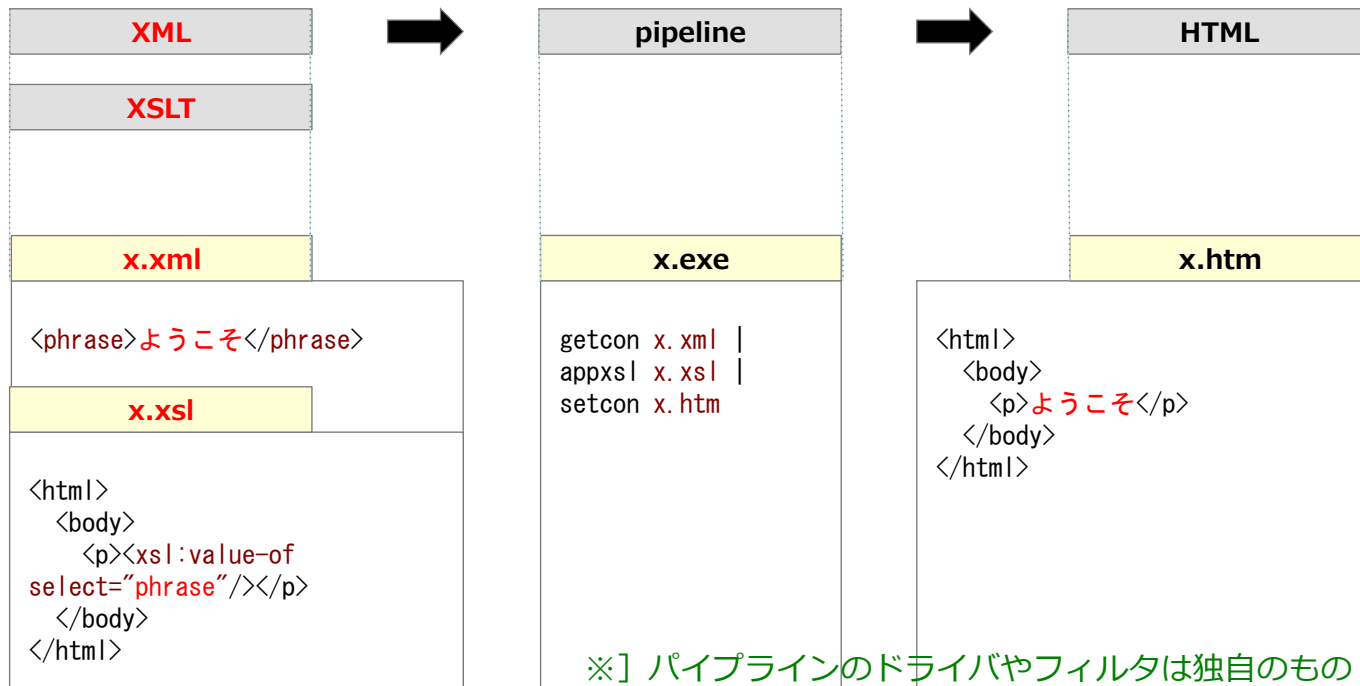 XML
XSLT
x.xml
<phrase>ようこそ</phrase>
x.xsl
<html>
<body>
<p><xsl:value-of
select="phrase"/></p>
</body>
</html>
pipeline
x.exe
getcon x.xml |
appxsl x.xsl |
setcon x.htm
HTML
x.htm
<html>
<body>
<p>ようこそ</p>
</body>
</html>
※］パイプラインのドライバやフィルタは独自のもの